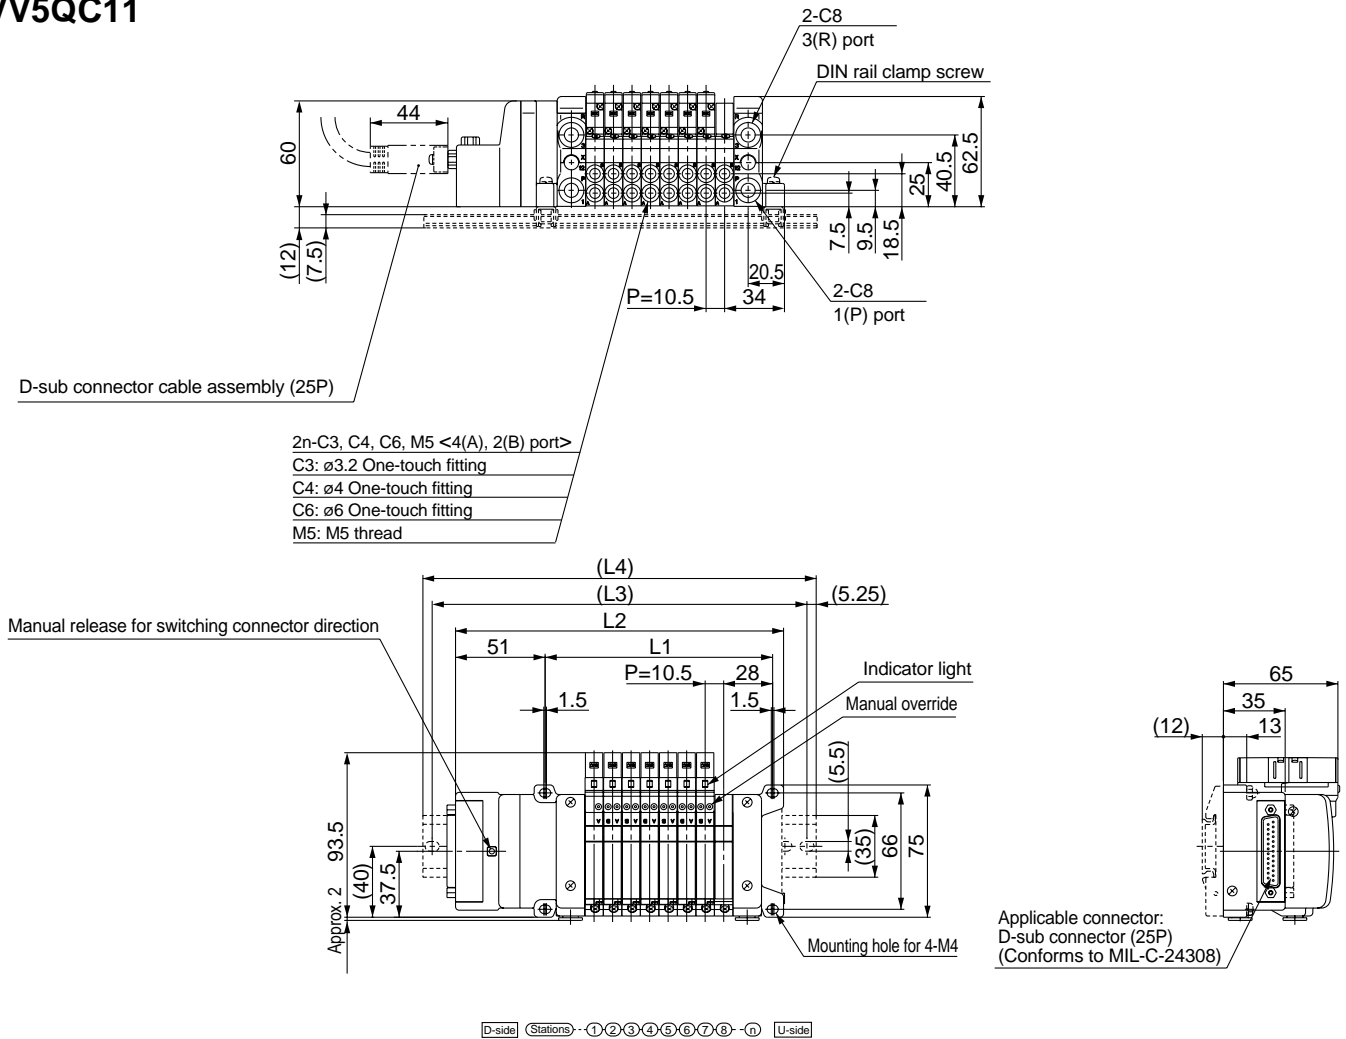 VV5QC11
2-C8
3(R) port
DIN rail clamp screw
44
60
(12)
(7.5)
62.5
40.5
25
18.5
9.5
7.5
20.5
P=10.5
34
2-C8
1(P) port
D-sub connector cable assembly (25P)
2n-C3, C4, C6, M5 <4(A), 2(B) port>
C3: ø3.2 One-touch fitting
C4: ø4 One-touch fitting
C6: ø6 One-touch fitting
M5: M5 thread
(L4)
(L3)
(5.25)
L2
Manual release for switching connector direction
51
L1
P=10.5
28
Indicator light
1.5
1.5
Manual override
93.5
(40)
37.5
Approx. 2
(5.5)
(35)
66
75
Mounting hole for 4-M4
65
35
(12)
13
Applicable connector:
D-sub connector (25P)
(Conforms to MIL-C-24308)
D-side Stations 1 2 3 4 5 6 7 8 n U-side